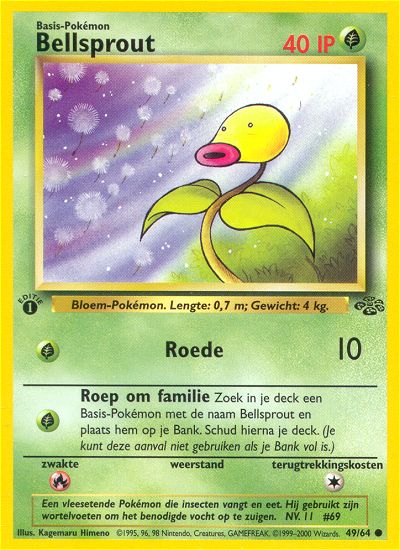 Basis-Pokémon
Bellsprout
40 IP
EDITIE
1
Bloem-Pokémon. Lengte: 0,7 m; Gewicht: 4 kg.
Roede 10
Roep om familie Zoek in je deck een
Basis-Pokémon met de naam Bellsprout en
plaats hem op je Bank. Schud hierna je deck. (Je
kunt deze aanval niet gebruiken als je Bank vol is.)
zwakte weerstand terugtrekkingskosten
Een vleesetende Pokémon die insecten vangt en eet. Hij gebruikt zijn
wortelvoeten om het benodigde vocht op te zuigen. NV. 11 #69
Illus. Kagemaru Himeno ©1995, 96, 98 Nintendo, Creatures, GAMEFREAK. ©1999-2000 Wizards. 49/64